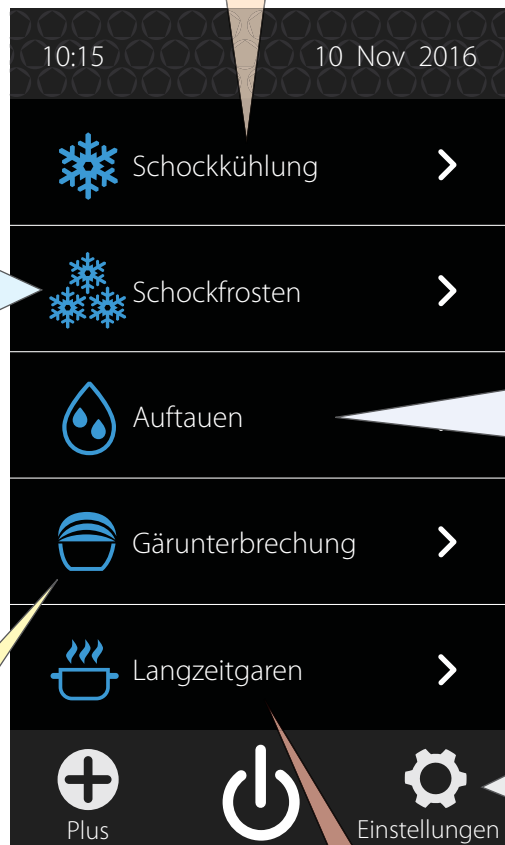 10:15 10 Nov 2016
Schockkühlung
Schockfrosten
Auftauen
Gärunterbrechung
Langzeitgaren
Plus Einstellungen